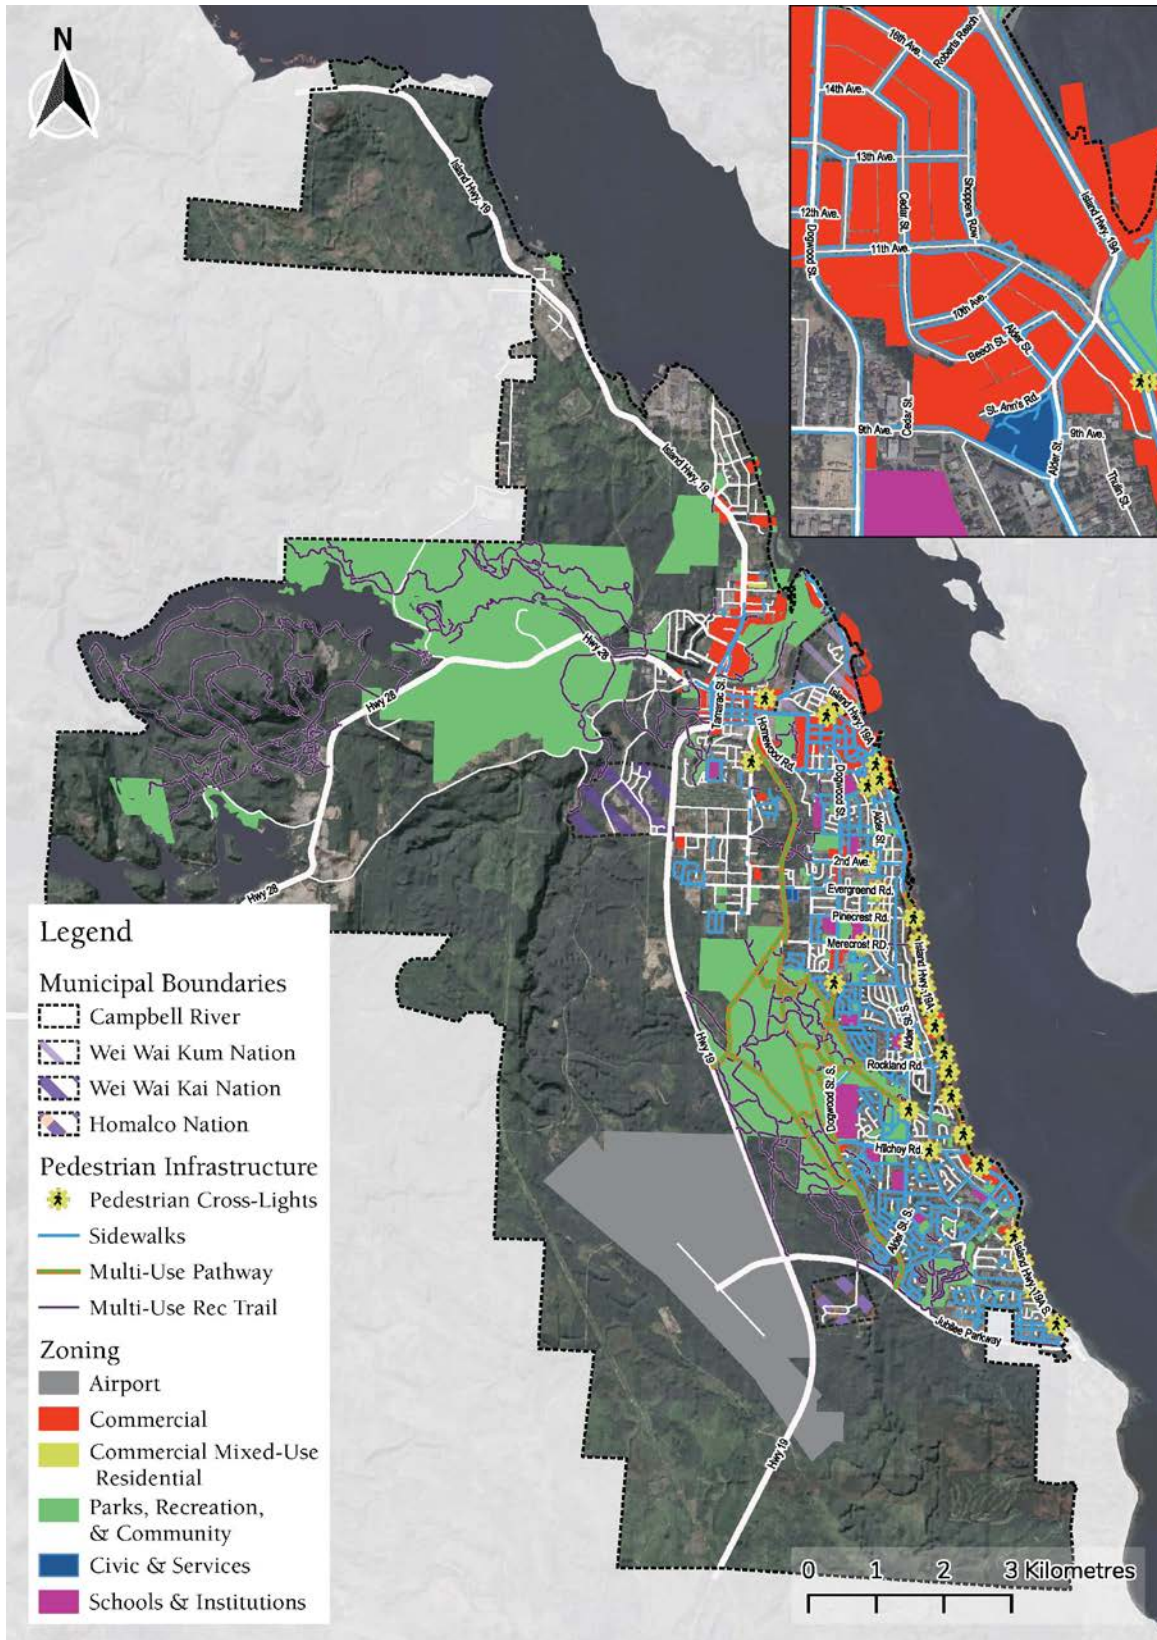 N
16th Ave.
Roberts Reach
14th Ave.
13th Ave.
Shoppers Row
Cedar St.
Island Hwy. 19A
12th Ave.
Dogwood St.
11th Ave.
10th Ave.
Alder St.
Beech St.
St. Ann's Rd.
9th Ave.
Cedar St.
9th Ave.
Alder St.
Thulin St.
Island Hwy. 19
Island Hwy. 19
Hwy 28
Hwy 28
Hwy 28
Tamarac St.
Homewood Rd.
Island Hwy. 19A
Dogwood St.
Alder St.
2nd Ave.
Evergreend Rd.
Pinecrest Rd.
Merecrost RD.
Island Hwy. 19A
Alder St. S.
Hwy 19
Rockland Rd.
Dogwood St. S.
Hilchey Rd.
Alder St. S.
Island Hwy. 19A S.
Jubilee Parkway
Hwy 19
Legend
Municipal Boundaries
Campbell River
Wei Wai Kum Nation
Wei Wai Kai Nation
Homalco Nation
Pedestrian Infrastructure
Pedestrian Cross-Lights
Sidewalks
Multi-Use Pathway
Multi-Use Rec Trail
Zoning
Airport
Commercial
Commercial Mixed-Use
Residential
Parks, Recreation,
& Community
Civic & Services
Schools & Institutions
0 1 2 3 Kilometres